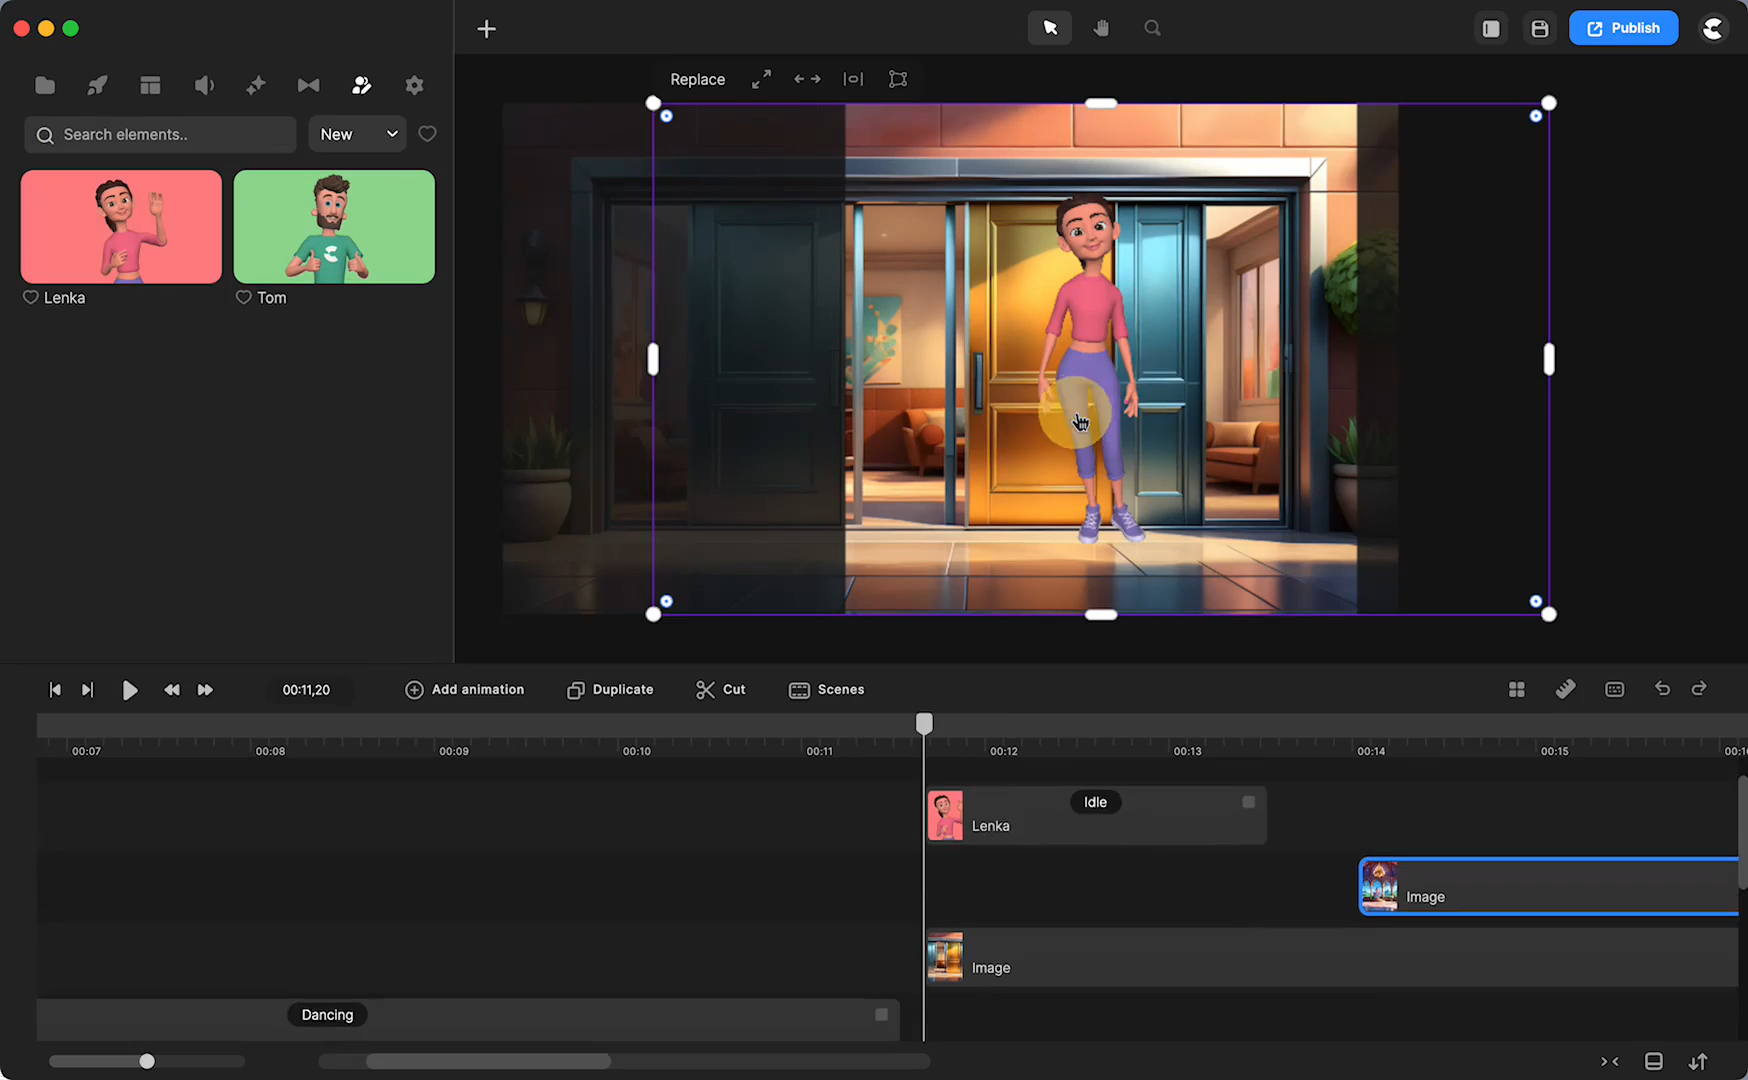 Publish
Replace
Search elements..
New
Lenka
Tom
00:11,20
Add animation
Duplicate
Cut
Scenes
00:07
00:08
00:09
00:10
00:11
00:12
00:13
00:14
00:15
Idle
Lenka
Image
Image
Dancing